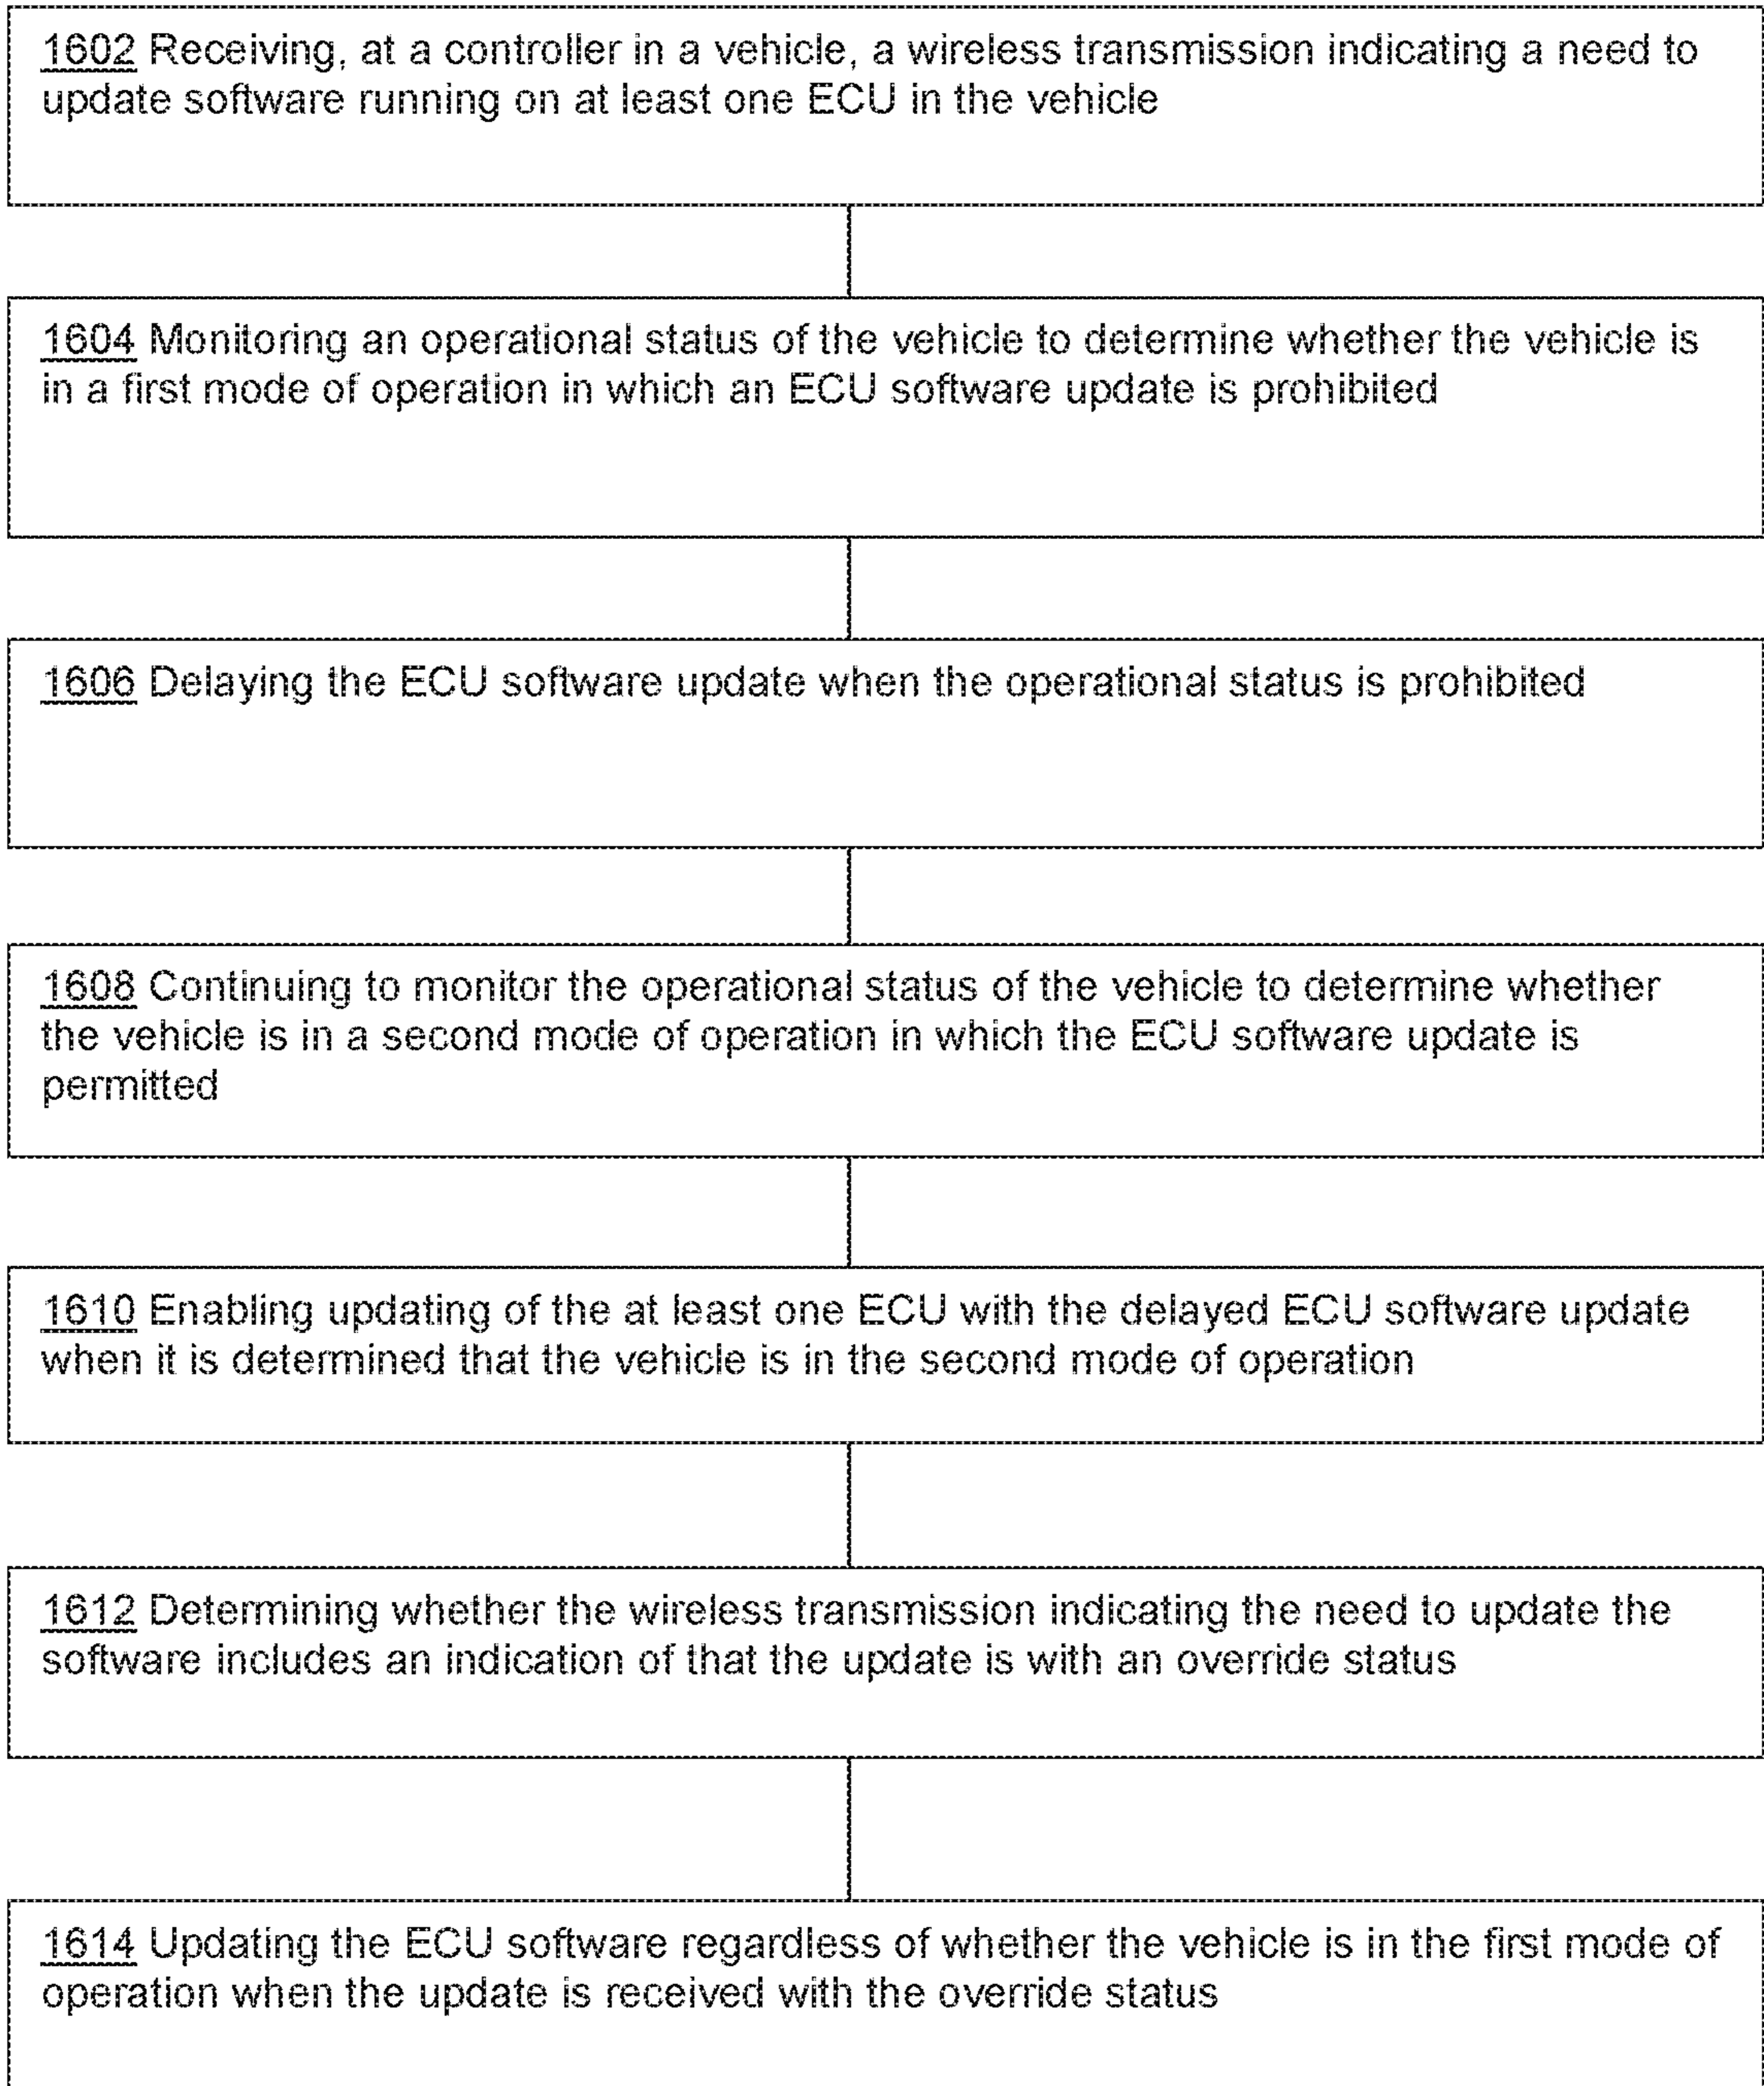 1602 Receiving, at a controller in a vehicle, a wireless transmission indicating a need to
update software running on at least one ECU in the vehicle
1604 Monitoring an operational status of the vehicle to determine whether the vehicle is
in a first mode of operation in which an ECU software update is prohibited
1606 Delaying the ECU software update when the operational status is prohibited
1608 Continuing to monitor the operational status of the vehicle to determine whether
the vehicle is in a second mode of operation in which the ECU software update is
permitted
1610 Enabling updating of the at least one ECU with the delayed ECU software update
when it is determined that the vehicle is in the second mode of operation
1612 Determining whether the wireless transmission indicating the need to update the
software includes an indication of that the update is with an override status
1614 Updating the ECU software regardless of whether the vehicle is in the first mode of
operation when the update is received with the override status